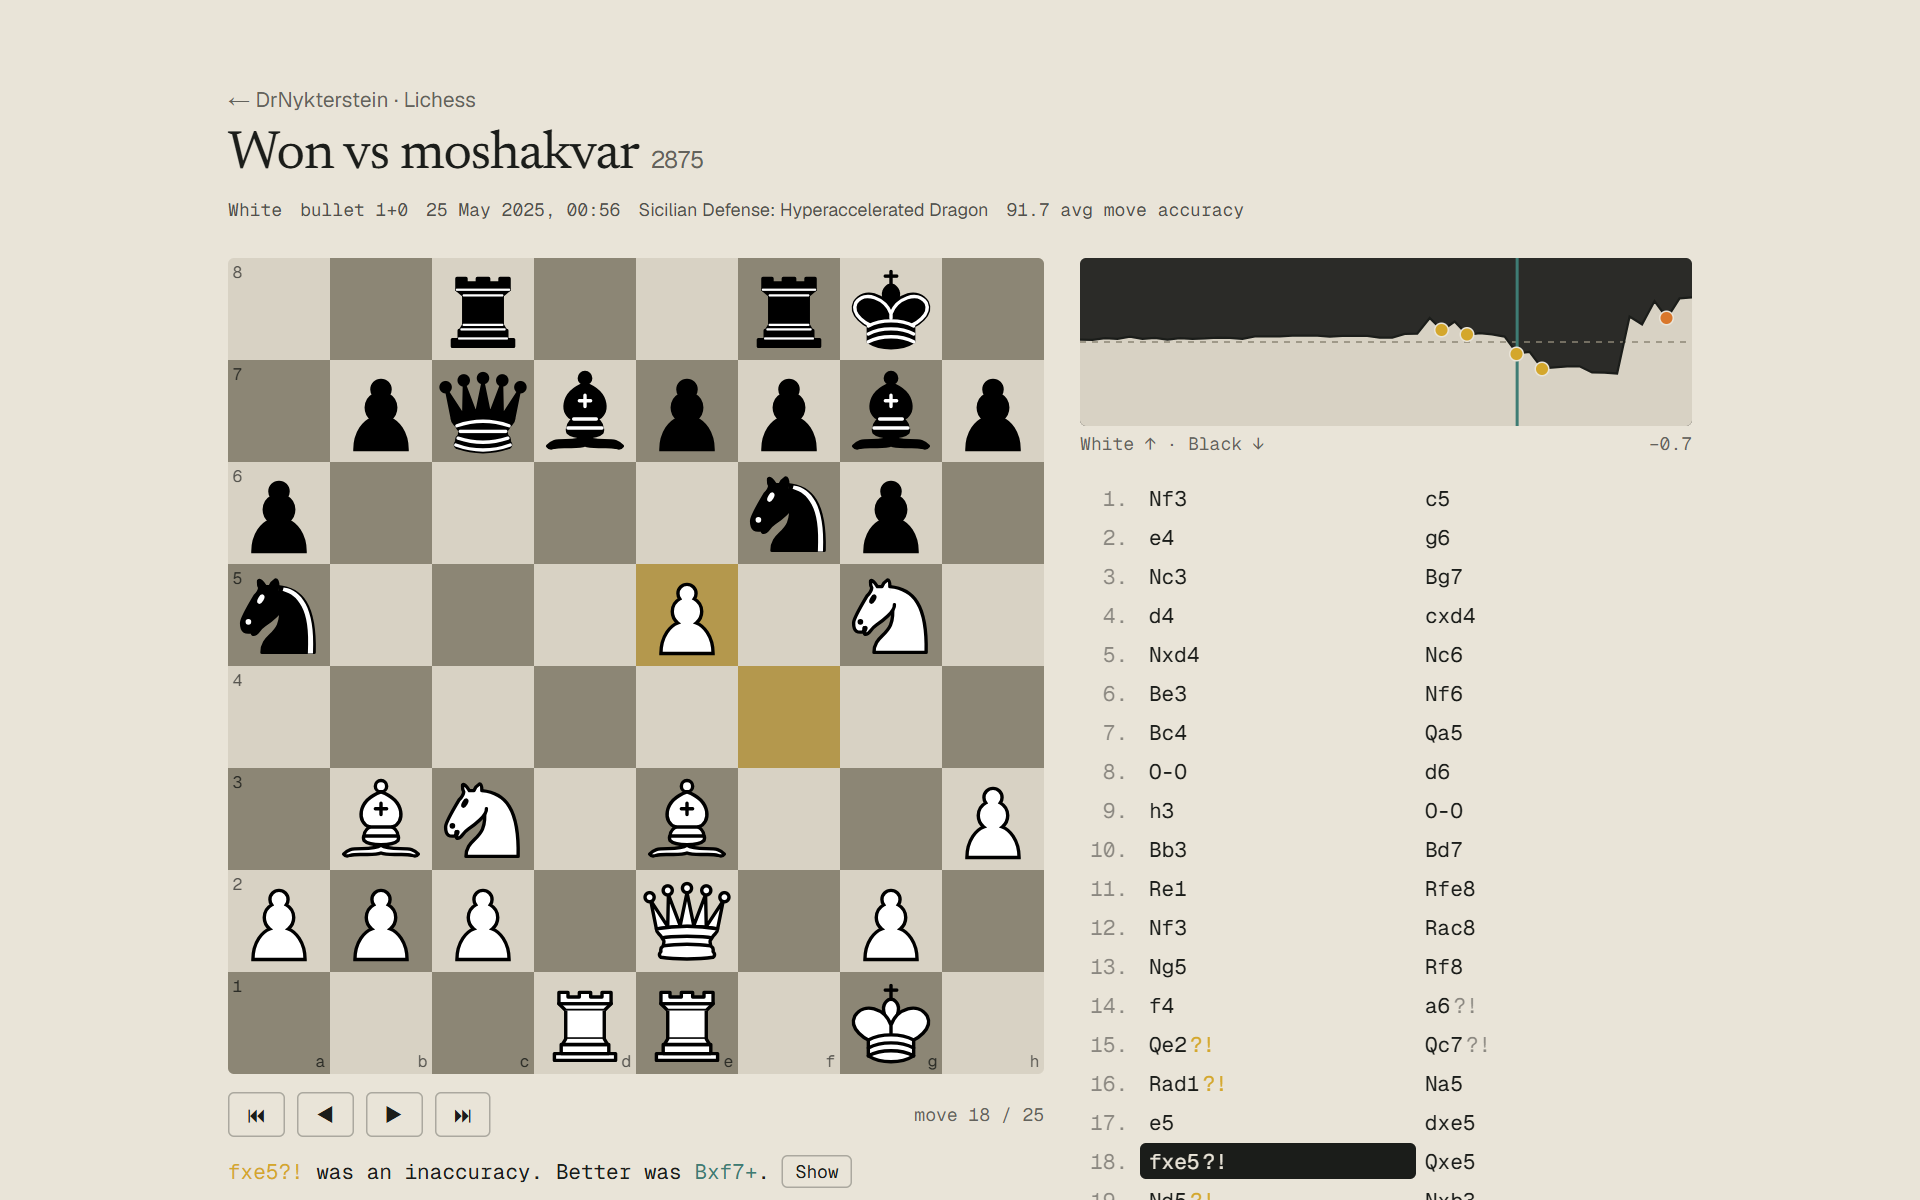 ← DrNykterstein · Lichess
Won vs moshakvar 2875
White bullet 1+0 25 May 2025, 00:56 Sicilian Defense: Hyperaccelerated Dragon 91.7 avg move accuracy
8
7
6
5
4
3
2
1
a b c d e f g h
move 18 / 25
fxe5?! was an inaccuracy. Better was Bxf7+. Show
White ↑ · Black ↓ −0.7
1. Nf3 c5
2. e4 g6
3. Nc3 Bg7
4. d4 cxd4
5. Nxd4 Nc6
6. Be3 Nf6
7. Bc4 Qa5
8. O-O d6
9. h3 O-O
10. Bb3 Bd7
11. Re1 Rfe8
12. Nf3 Rac8
13. Ng5 Rf8
14. f4 a6?!
15. Qe2?! Qc7?!
16. Rad1?! Na5
17. e5 dxe5
18. fxe5?! Qxe5
19. Nd5?! Nxb3